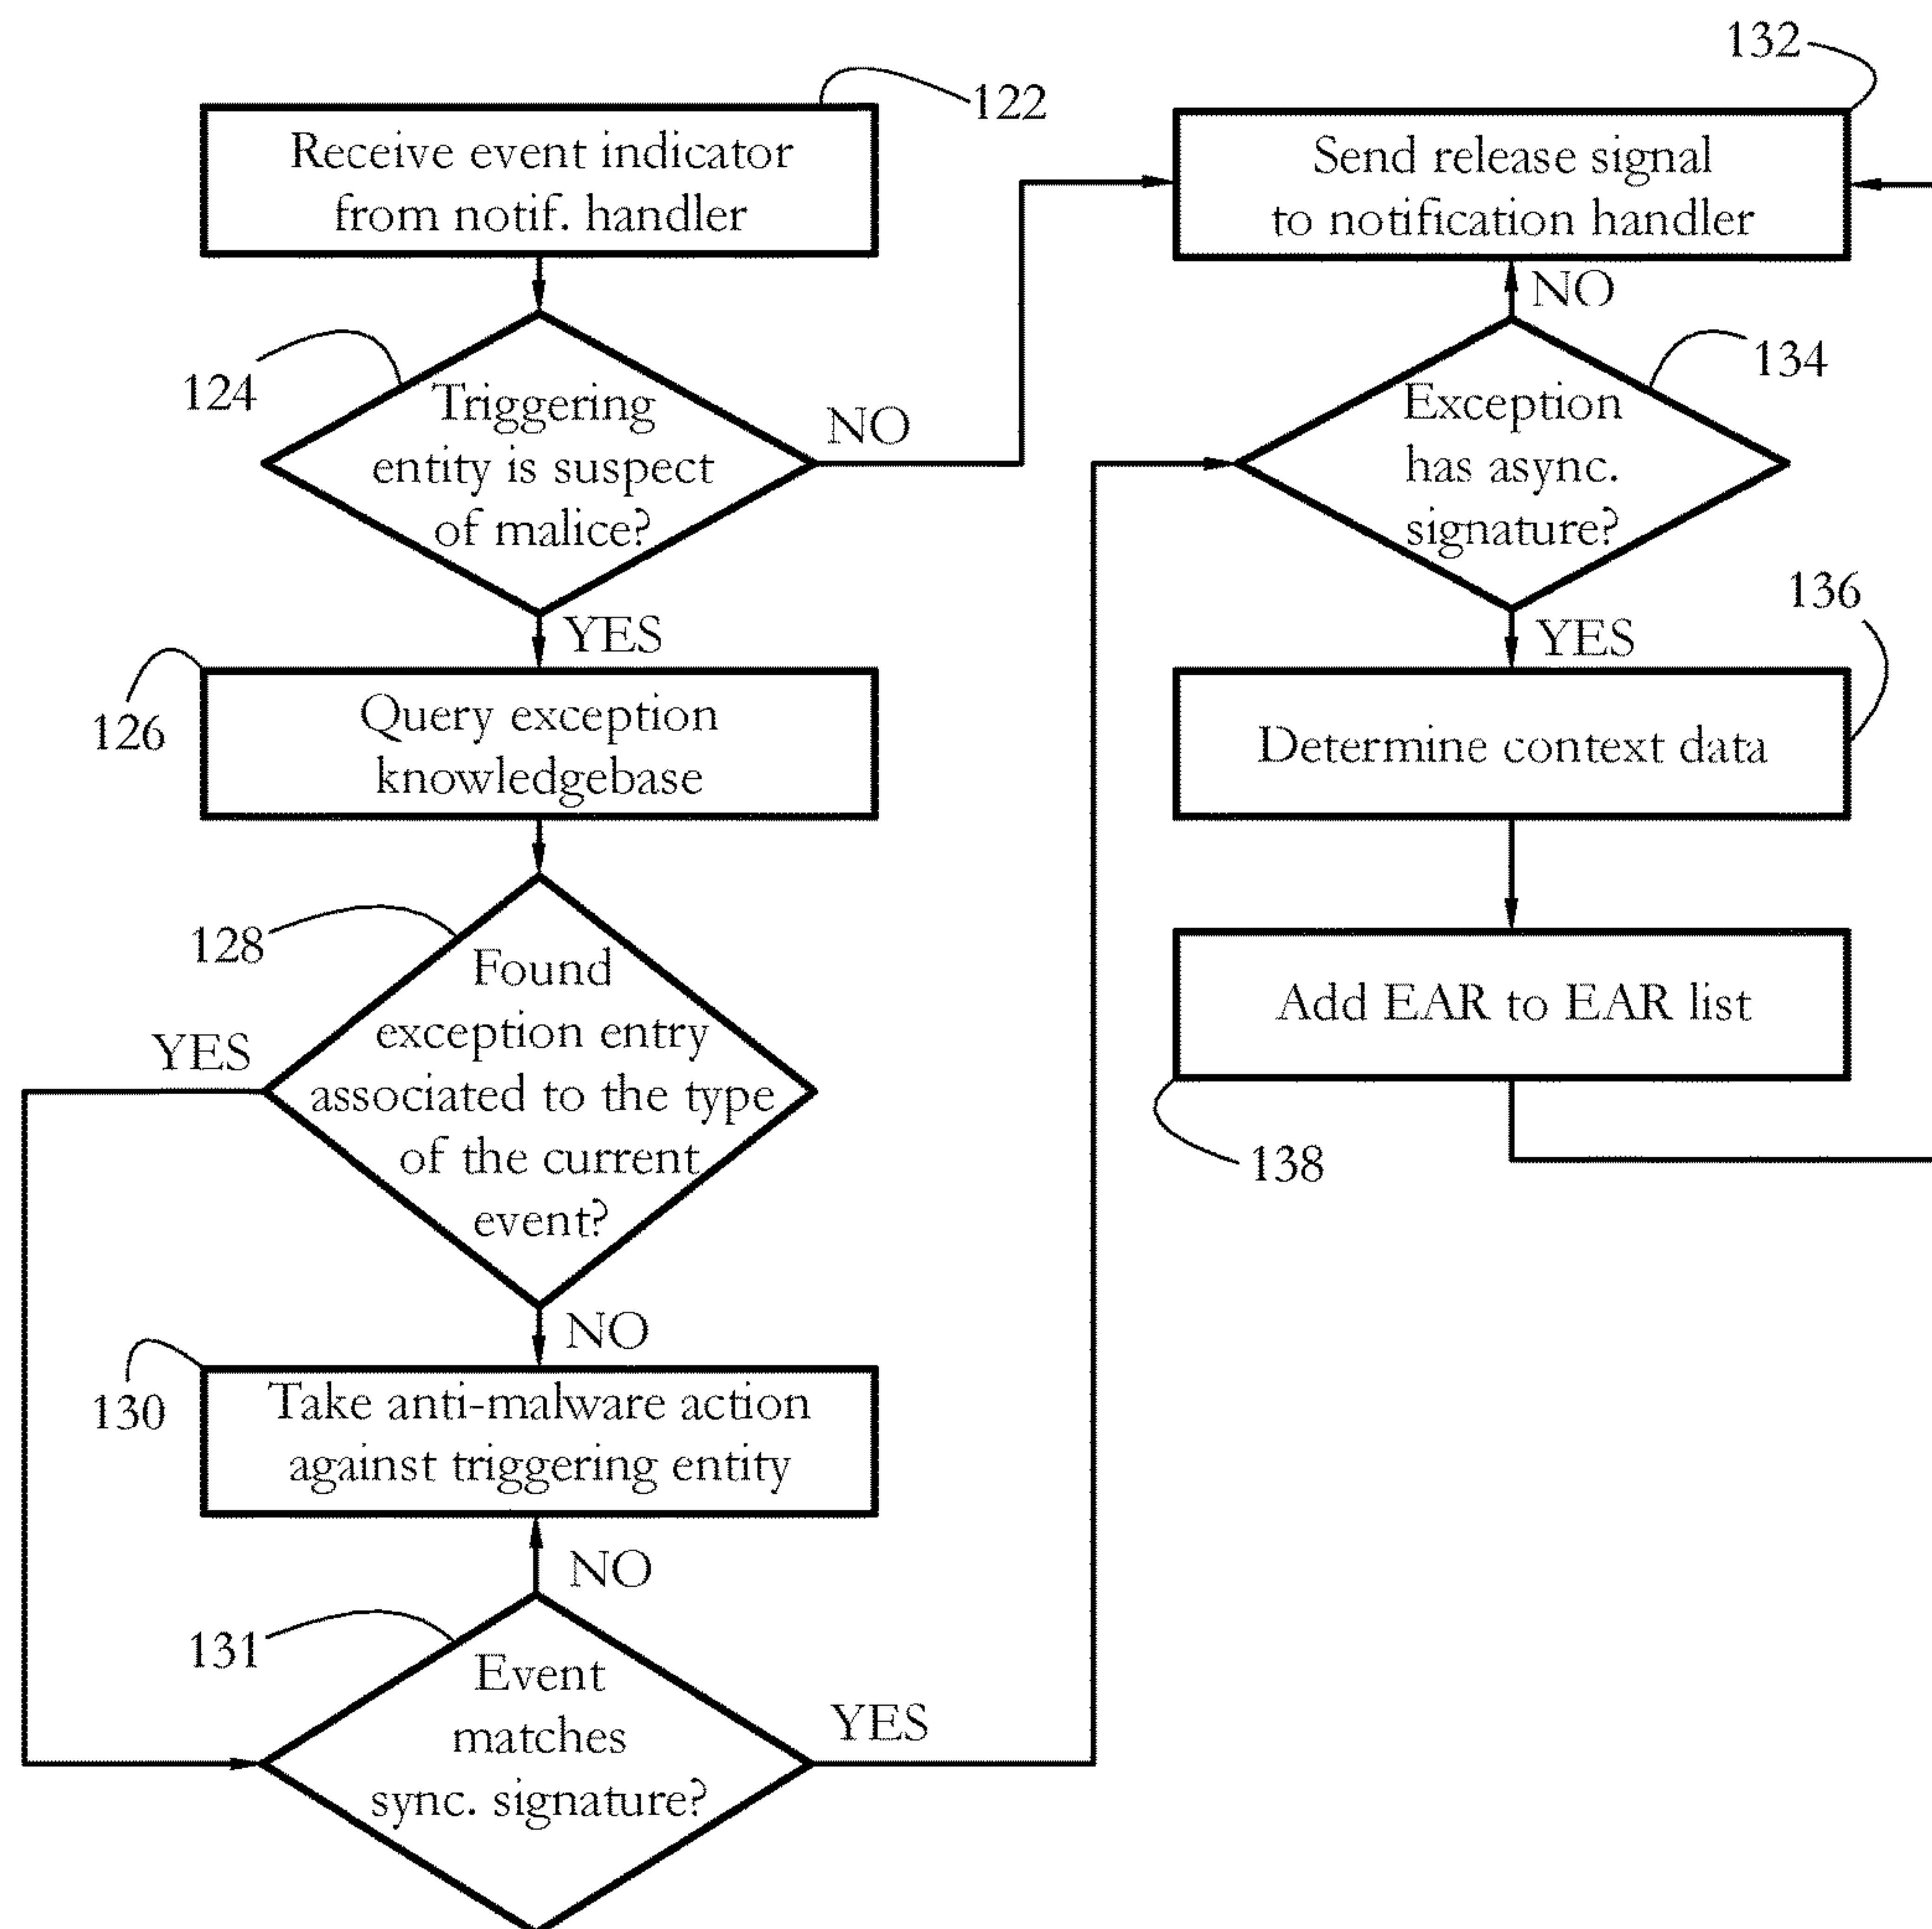 122
Receive event indicator
from notif. handler
124
Triggering
entity is suspect
of malice?
NO
YES
126
Query exception
knowledgebase
128
Found
exception entry
associated to the type
of the current
event?
YES
NO
130
Take anti-malware action
against triggering entity
NO
131
Event
matches
sync. signature?
YES
132
Send release signal
to notification handler
NO
134
Exception
has async.
signature?
YES
136
Determine context data
Add EAR to EAR list
138